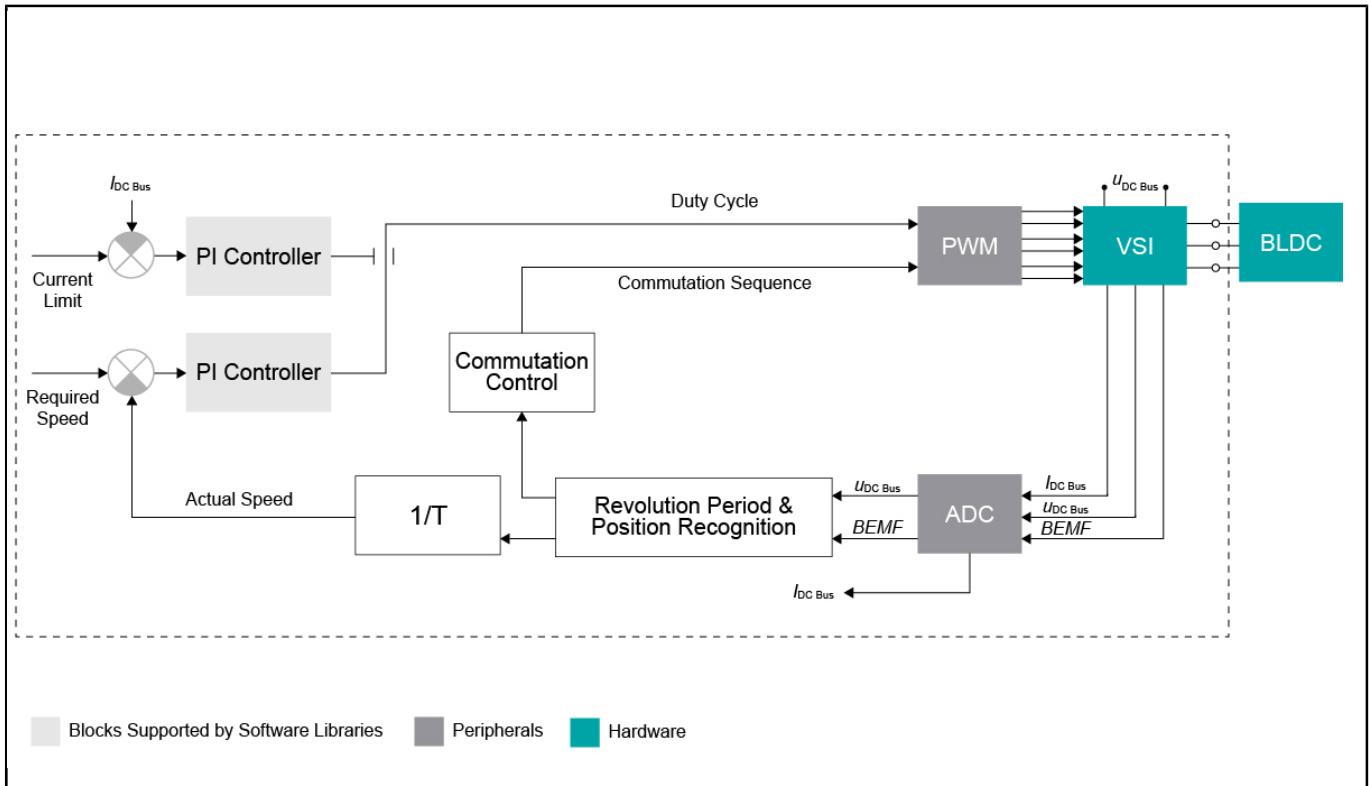 I DC Bus
u DC Bus
Duty Cycle
PI Controller
PWM
VSI
BLDC
Current
Limit
Commutation Sequence
PI Controller
Commutation
Control
Required
Speed
Actual Speed
1/T
Revolution Period &
Position Recognition
u DC Bus
BEMF
ADC
I DC Bus
u DC Bus
BEMF
I DC Bus
Blocks Supported by Software Libraries
Peripherals
Hardware